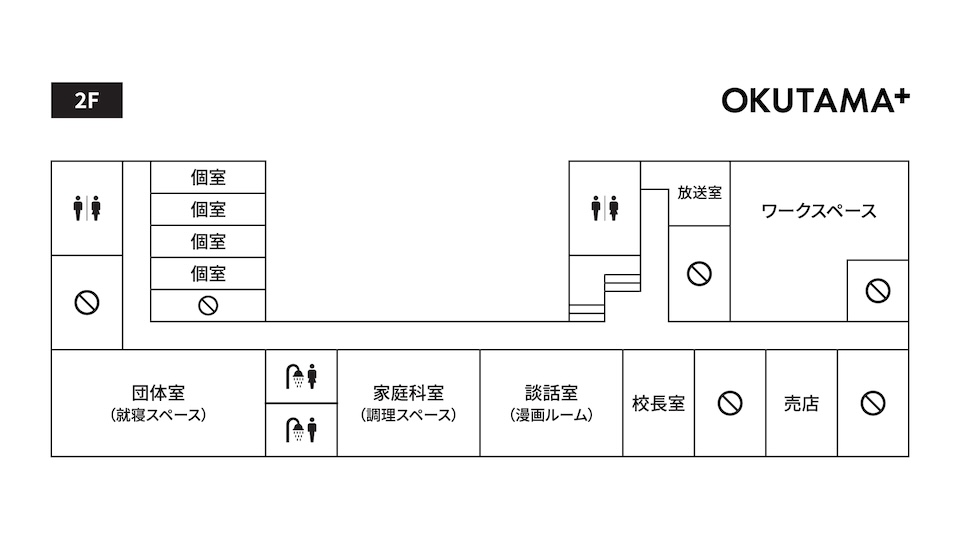 2F
OKUTAMA+
個室
個室
個室
個室
放送室
ワークスペース
団体室
(就寝スペース)
家庭科室
(調理スペース)
談話室
(漫画ルーム)
校長室
売店